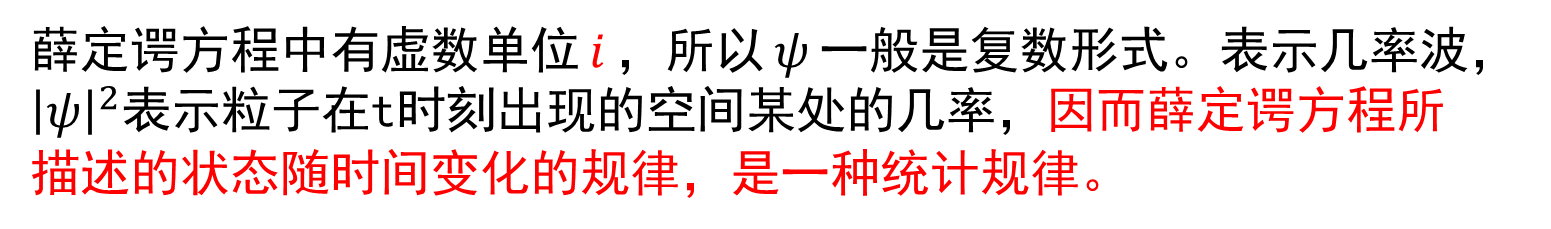 薛定谔方程中有虚数单位 i ，所以 ψ 一般是复数形式。表示几率波，
|ψ|²表示粒子在t时刻出现的空间某处的几率，因而薛定谔方程所
描述的状态随时间变化的规律，是一种统计规律。